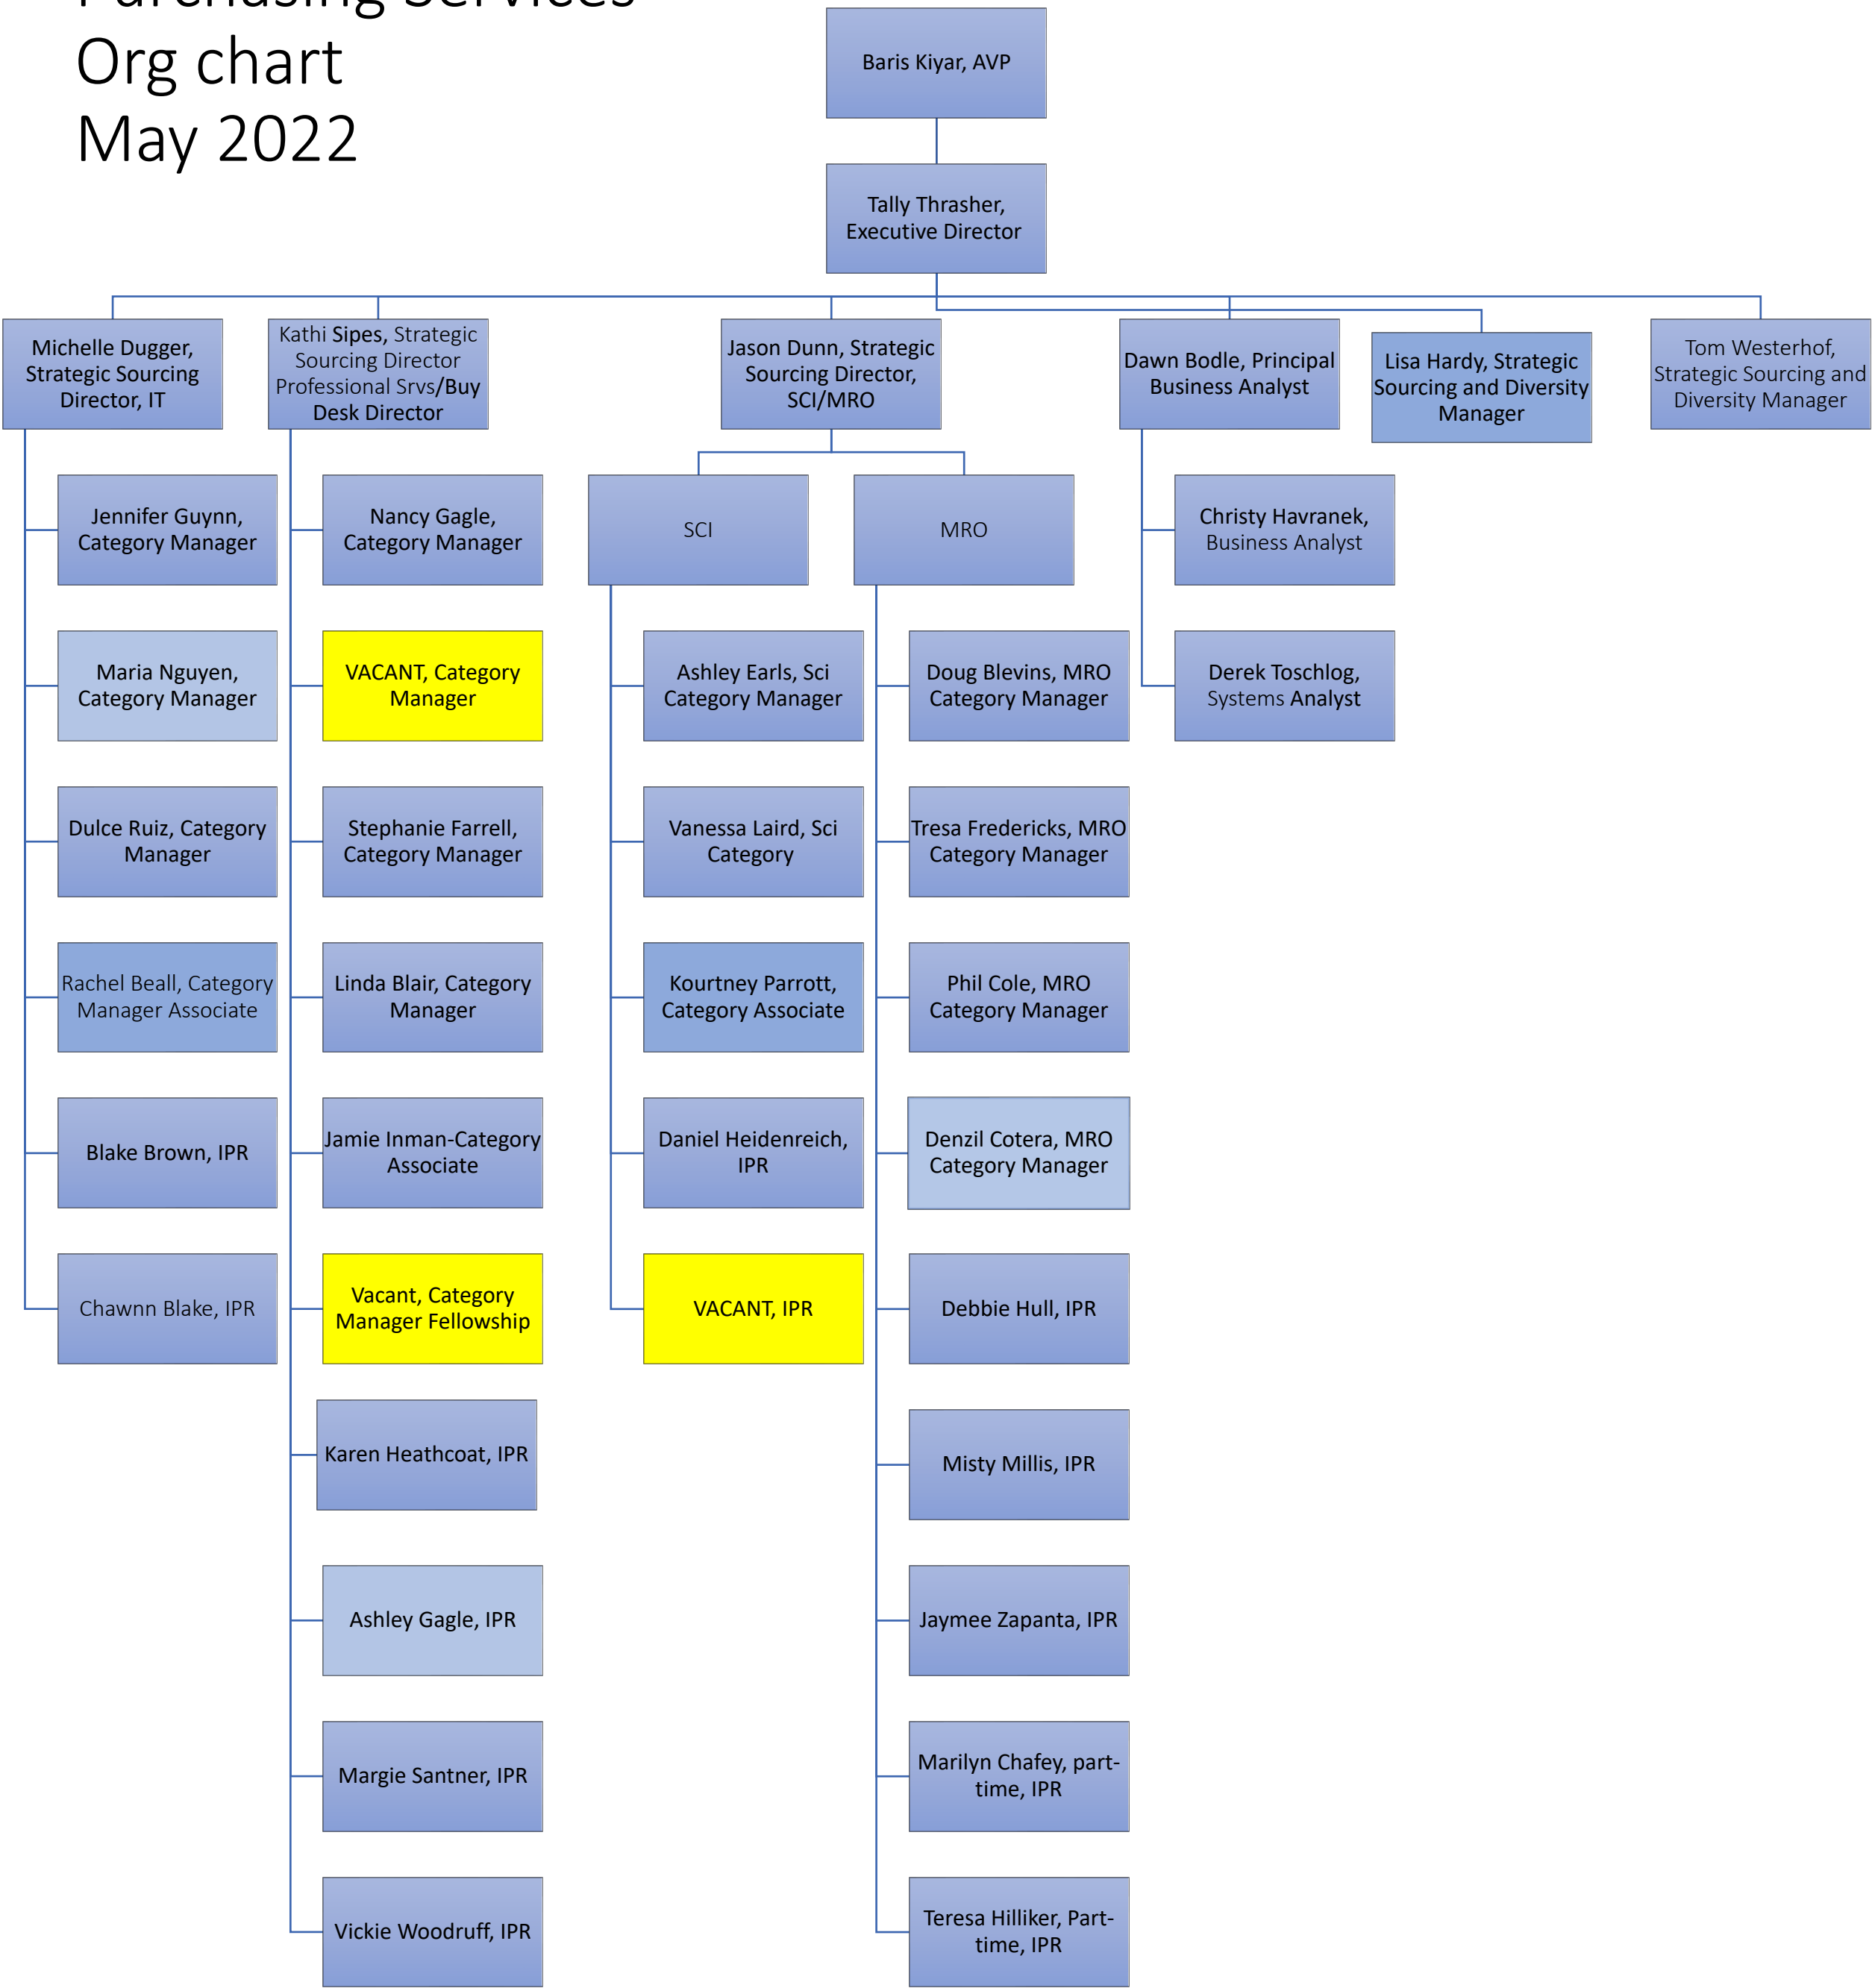 Purchasing Services
Org chart
May 2022
Baris Kiyar, AVP
Tally Thrasher,
Executive Director
Michelle Dugger,
Strategic Sourcing
Director, IT
Kathi Sipes, Strategic
Sourcing Director
Professional Srvs/Buy
Desk Director
Jason Dunn, Strategic
Sourcing Director,
SCI/MRO
Dawn Bodle, Principal
Business Analyst
Lisa Hardy, Strategic
Sourcing and Diversity
Manager
Tom Westerhof,
Strategic Sourcing and
Diversity Manager
Jennifer Guynn,
Category Manager
Maria Nguyen,
Category Manager
Dulce Ruiz, Category
Manager
Rachel Beall, Category
Manager Associate
Blake Brown, IPR
Chawnn Blake, IPR
Nancy Gagle,
Category Manager
VACANT, Category
Manager
Stephanie Farrell,
Category Manager
Linda Blair, Category
Manager
Jamie Inman-Category
Associate
Vacant, Category
Manager Fellowship
Karen Heathcoat, IPR
Ashley Gagle, IPR
Margie Santner, IPR
Vickie Woodruff, IPR
SCI
Ashley Earls, Sci
Category Manager
Vanessa Laird, Sci
Category
Kourtney Parrott,
Category Associate
Daniel Heidenreich,
IPR
VACANT, IPR
MRO
Doug Blevins, MRO
Category Manager
Tresa Fredericks, MRO
Category Manager
Phil Cole, MRO
Category Manager
Denzil Cotera, MRO
Category Manager
Debbie Hull, IPR
Misty Millis, IPR
Jaymee Zapanta, IPR
Marilyn Chafey, part-
time, IPR
Teresa Hilliker, Part-
time, IPR
Christy Havranek,
Business Analyst
Derek Toschlog,
Systems Analyst